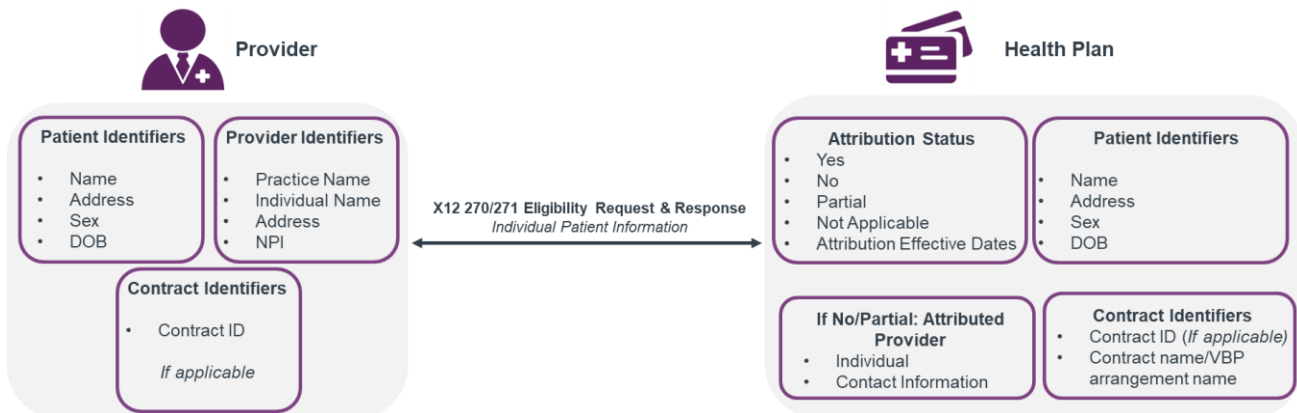 Provider
Patient Identifiers
• Name
• Address
• Sex
• DOB
Provider Identifiers
• Practice Name
• Individual Name
• Address
• NPI
Contract Identifiers
• Contract ID
If applicable
X12 270/271 Eligibility Request & Response
Individual Patient Information
Health Plan
Attribution Status
• Yes
• No
• Partial
• Not Applicable
• Attribution Effective Dates
Patient Identifiers
• Name
• Address
• Sex
• DOB
If No/Partial: Attributed
Provider
• Individual
• Contact Information
Contract Identifiers
• Contract ID (If applicable)
• Contract name/VBP
arrangement name